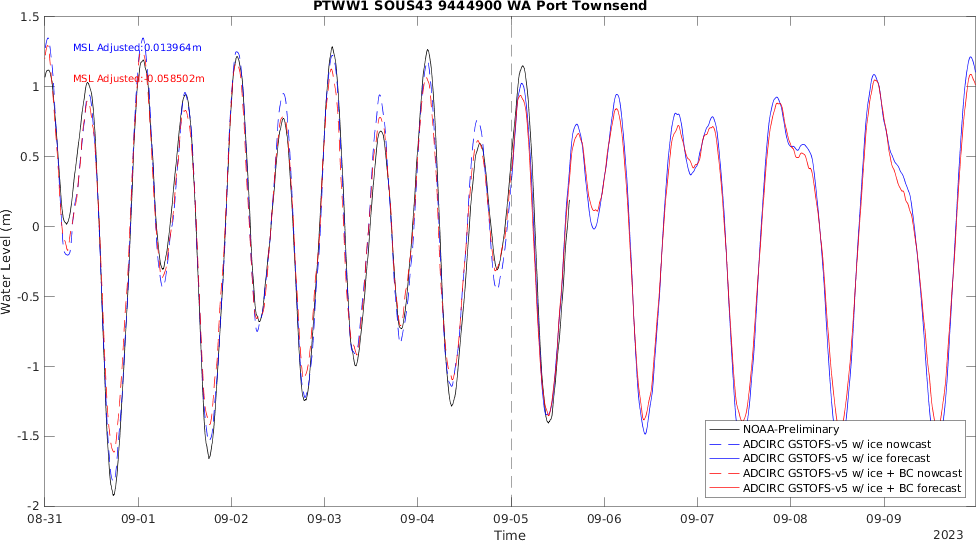 PTWW1 SOUS43 9444900 WA Port Townsend
1.5
1
0.5
0
-0.5
-1
-1.5
-2
Water Level (m)
MSL Adjusted:0.013964m
MSL Adjusted:-0.058502m
NOAA-Preliminary
ADCIRC GSTOFS-v5 w/ ice nowcast
ADCIRC GSTOFS-v5 w/ ice forecast
ADCIRC GSTOFS-v5 w/ ice + BC nowcast
ADCIRC GSTOFS-v5 w/ ice + BC forecast
08-31 09-01 09-02 09-03 09-04 09-05 09-06 09-07 09-08 09-09
Time
2023